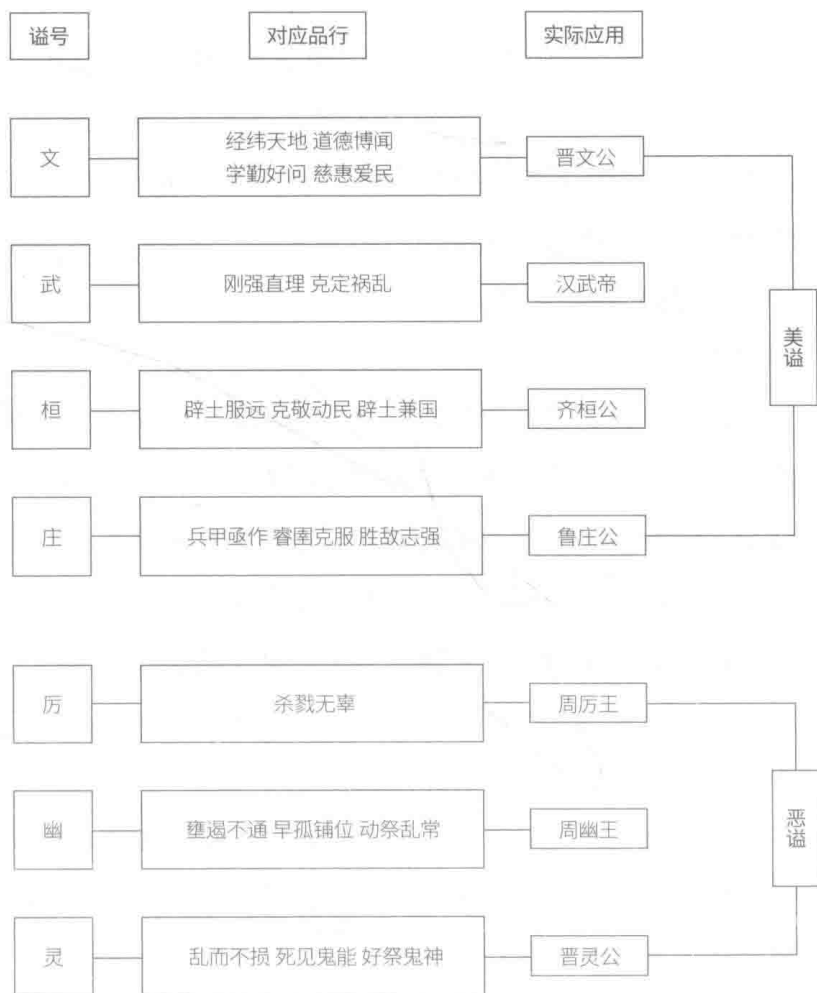 谥号 对应品行 实际应用
文 经纬天地 道德博闻 晋文公
学勤好问 慈惠爱民
武 刚强直理 克定祸乱 汉武帝
美谥
桓 辟土服远 克敬动民 辟土兼国 齐桓公
庄 兵甲亟作 睿圉克服 胜敌志强 鲁庄公
厉 杀戮无辜 周厉王
幽 壅遏不通 早孤铺位 动祭乱常 周幽王
恶谥
灵 乱而不损 死见鬼能 好祭鬼神 晋灵公